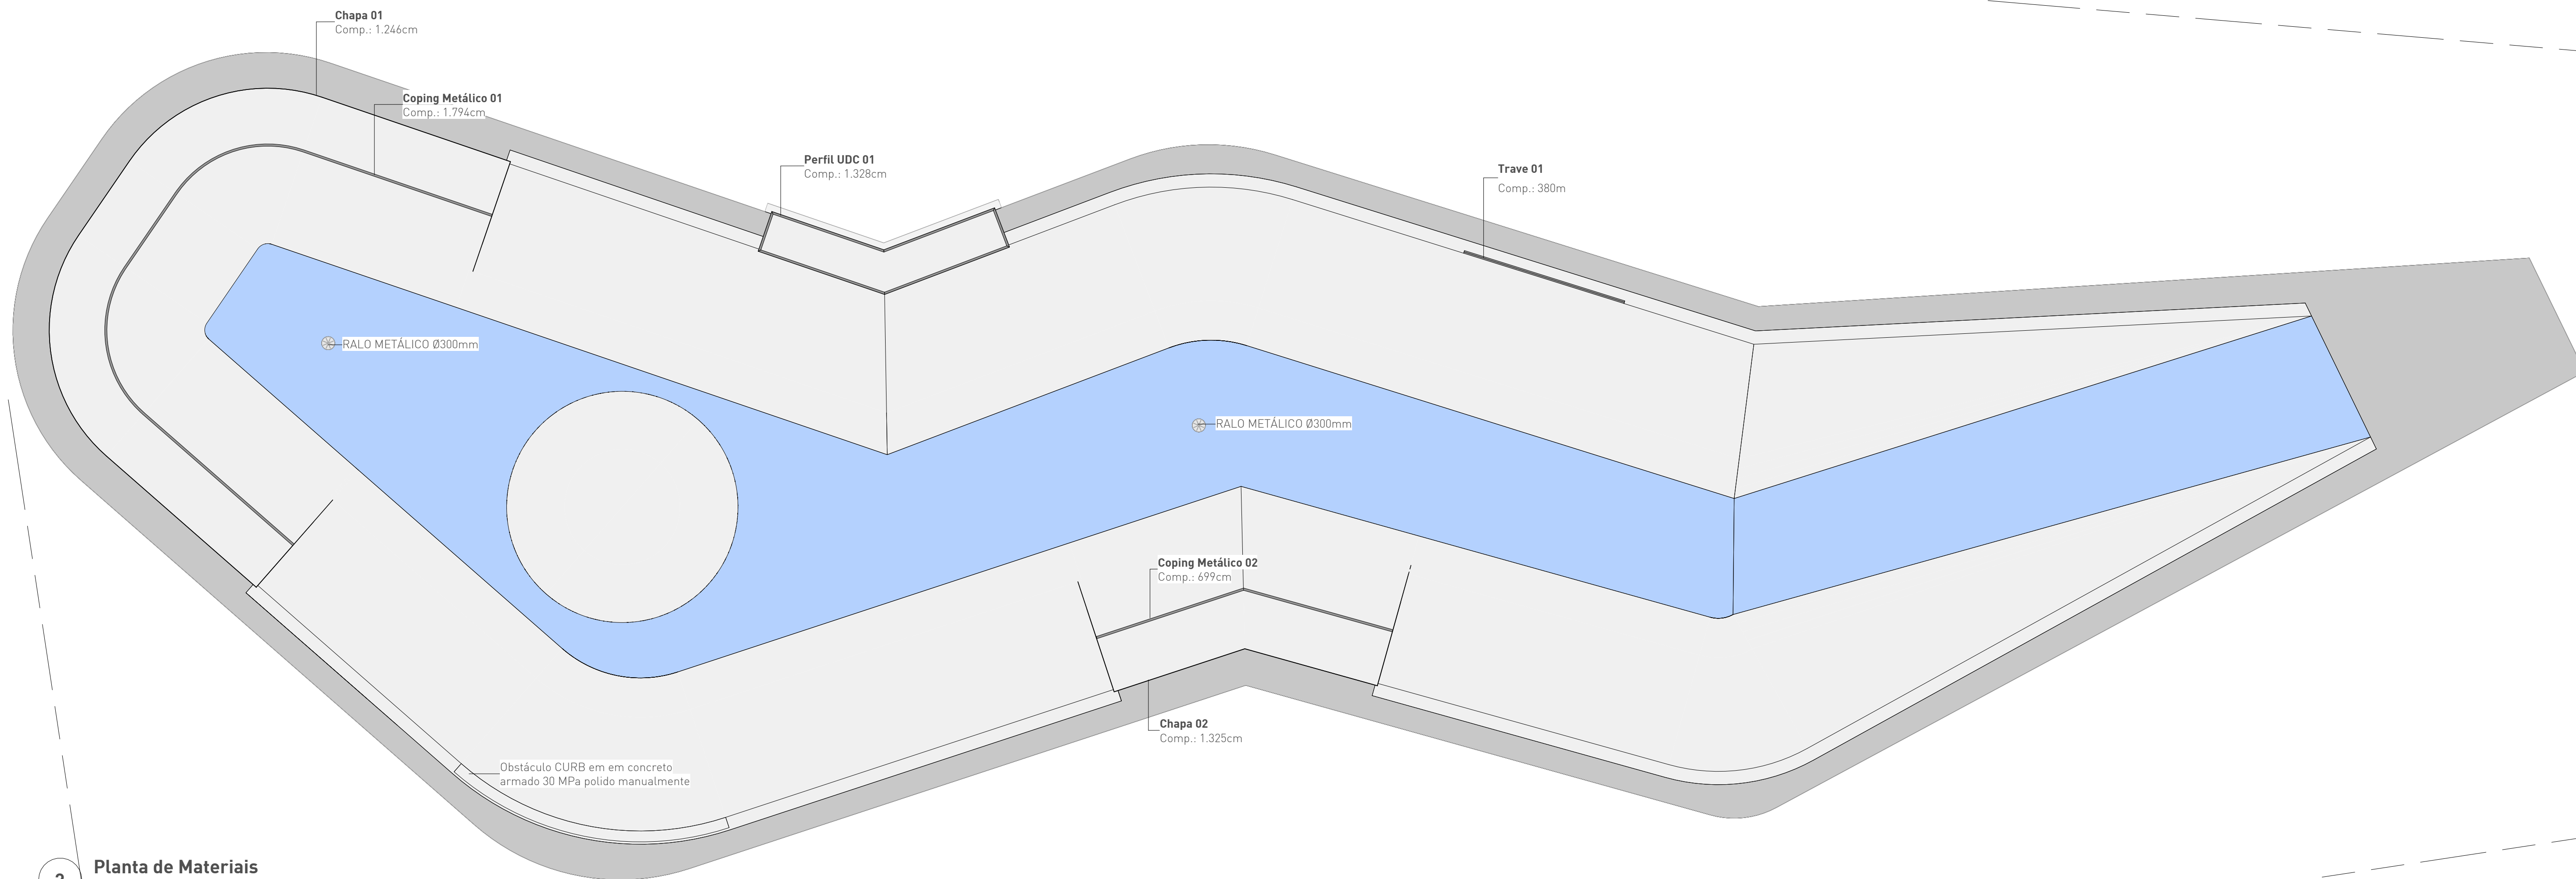 Chapa 01
Comp.: 1.246cm
Coping Metálico 01
Comp.: 1.794cm
Perfil UDC 01
Comp.: 1.328cm
Trave 01
Comp.: 380m
RALO METÁLICO Ø300mm
RALO METÁLICO Ø300mm
Coping Metálico 02
Comp.: 699cm
Chapa 02
Comp.: 1.325cm
Obstáculo CURB em em concreto
armado 30 MPa polido manualmente
Planta de Materiais